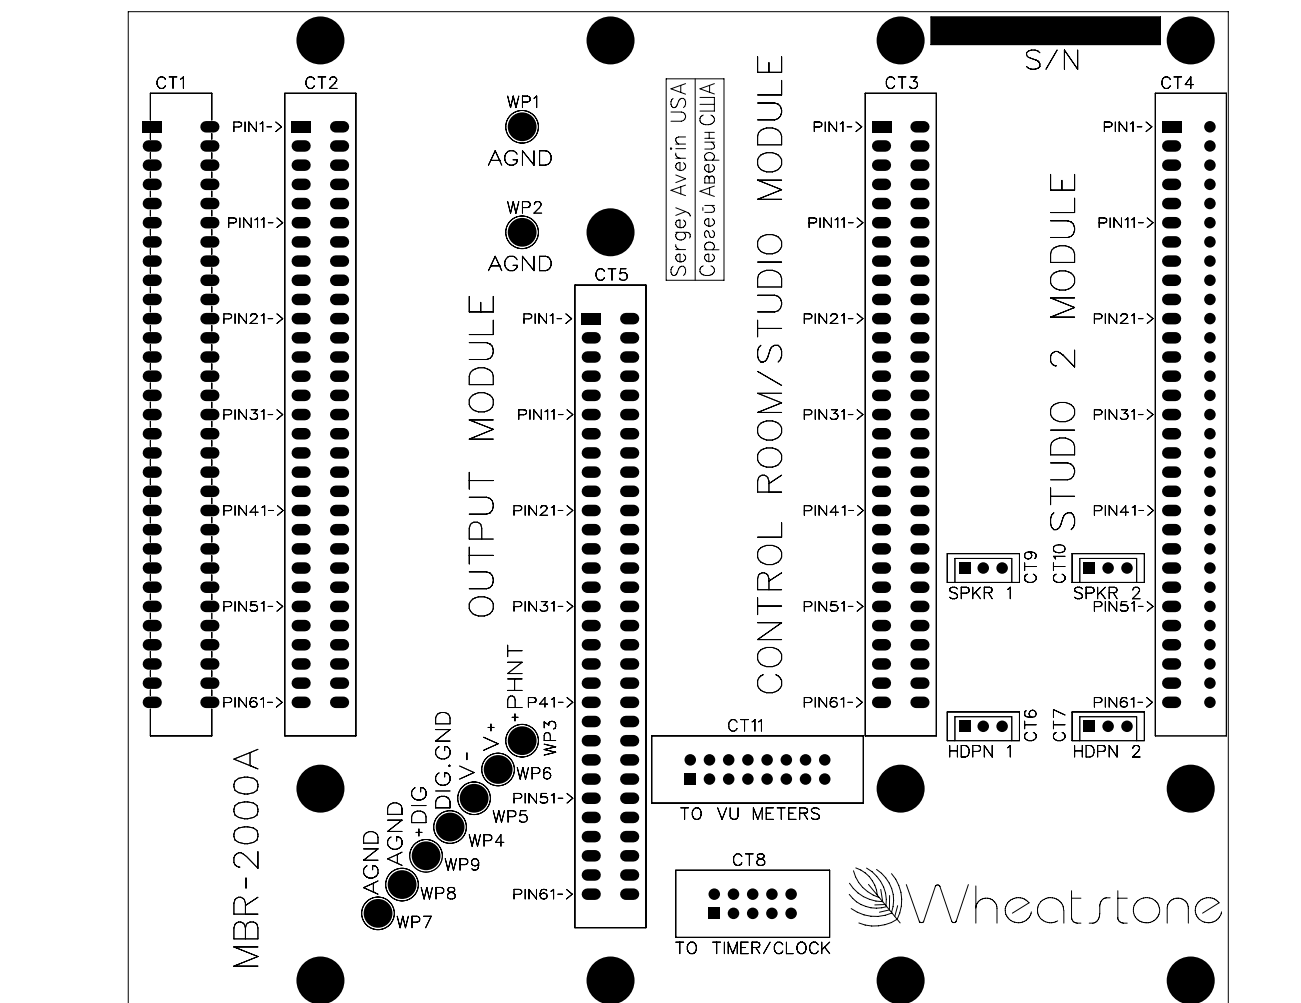 S/N
CT1
CT2
CT3
CT4
WP1
AGND
WP2
AGND
Sergey Averin USA
Сергей Аверин США
CONTROL ROOM/STUDIO MODULE
STUDIO 2 MODULE
OUTPUT MODULE
CT5
PIN1->
PIN11->
PIN21->
PIN31->
PIN41->
PIN51->
PIN61->
PIN1->
PIN11->
PIN21->
PIN31->
P41->
PIN51->
PIN61->
PIN1->
PIN11->
PIN21->
PIN31->
PIN41->
PIN51->
PIN61->
PIN1->
PIN11->
PIN21->
PIN31->
PIN41->
PIN51->
PIN61->
CT9
SPKR 1
CT10
SPKR 2
CT6
HDPN 1
CT7
HDPN 2
+PHNT
WP3
V+
WP6
V-
WP5
DIG.GND
WP4
+DIG
WP9
AGND
WP8
AGND
WP7
CT11
TO VU METERS
CT8
TO TIMER/CLOCK
MBR-2000A
Wheatstone